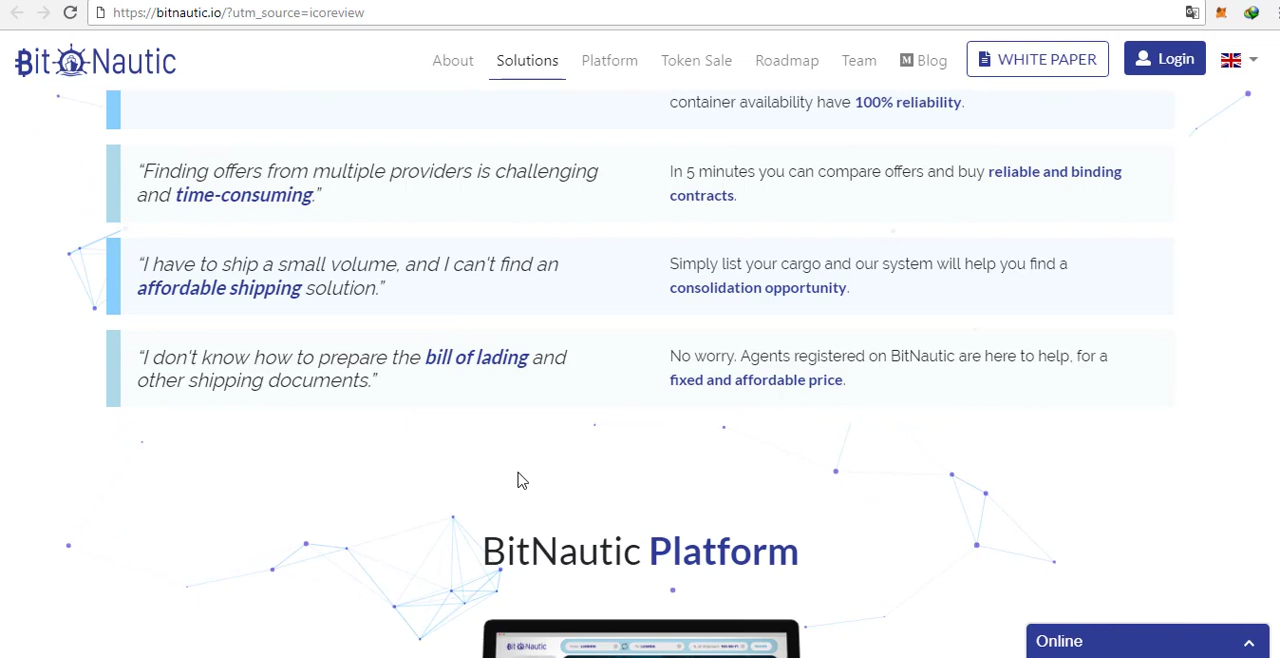 https://bitnautic.io/?utm_source=icoreview
BitNautic
About Solutions Platform Token Sale Roadmap Team Blog WHITE PAPER Login
container availability have 100% reliability.
“Finding offers from multiple providers is challenging
and time-consuming.”
In 5 minutes you can compare offers and buy reliable and binding
contracts.
“I have to ship a small volume, and I can't find an
affordable shipping solution.”
Simply list your cargo and our system will help you find a
consolidation opportunity.
“I don't know how to prepare the bill of lading and
other shipping documents.”
No worry. Agents registered on BitNautic are here to help, for a
fixed and affordable price.
BitNautic Platform
BitNautic
Online